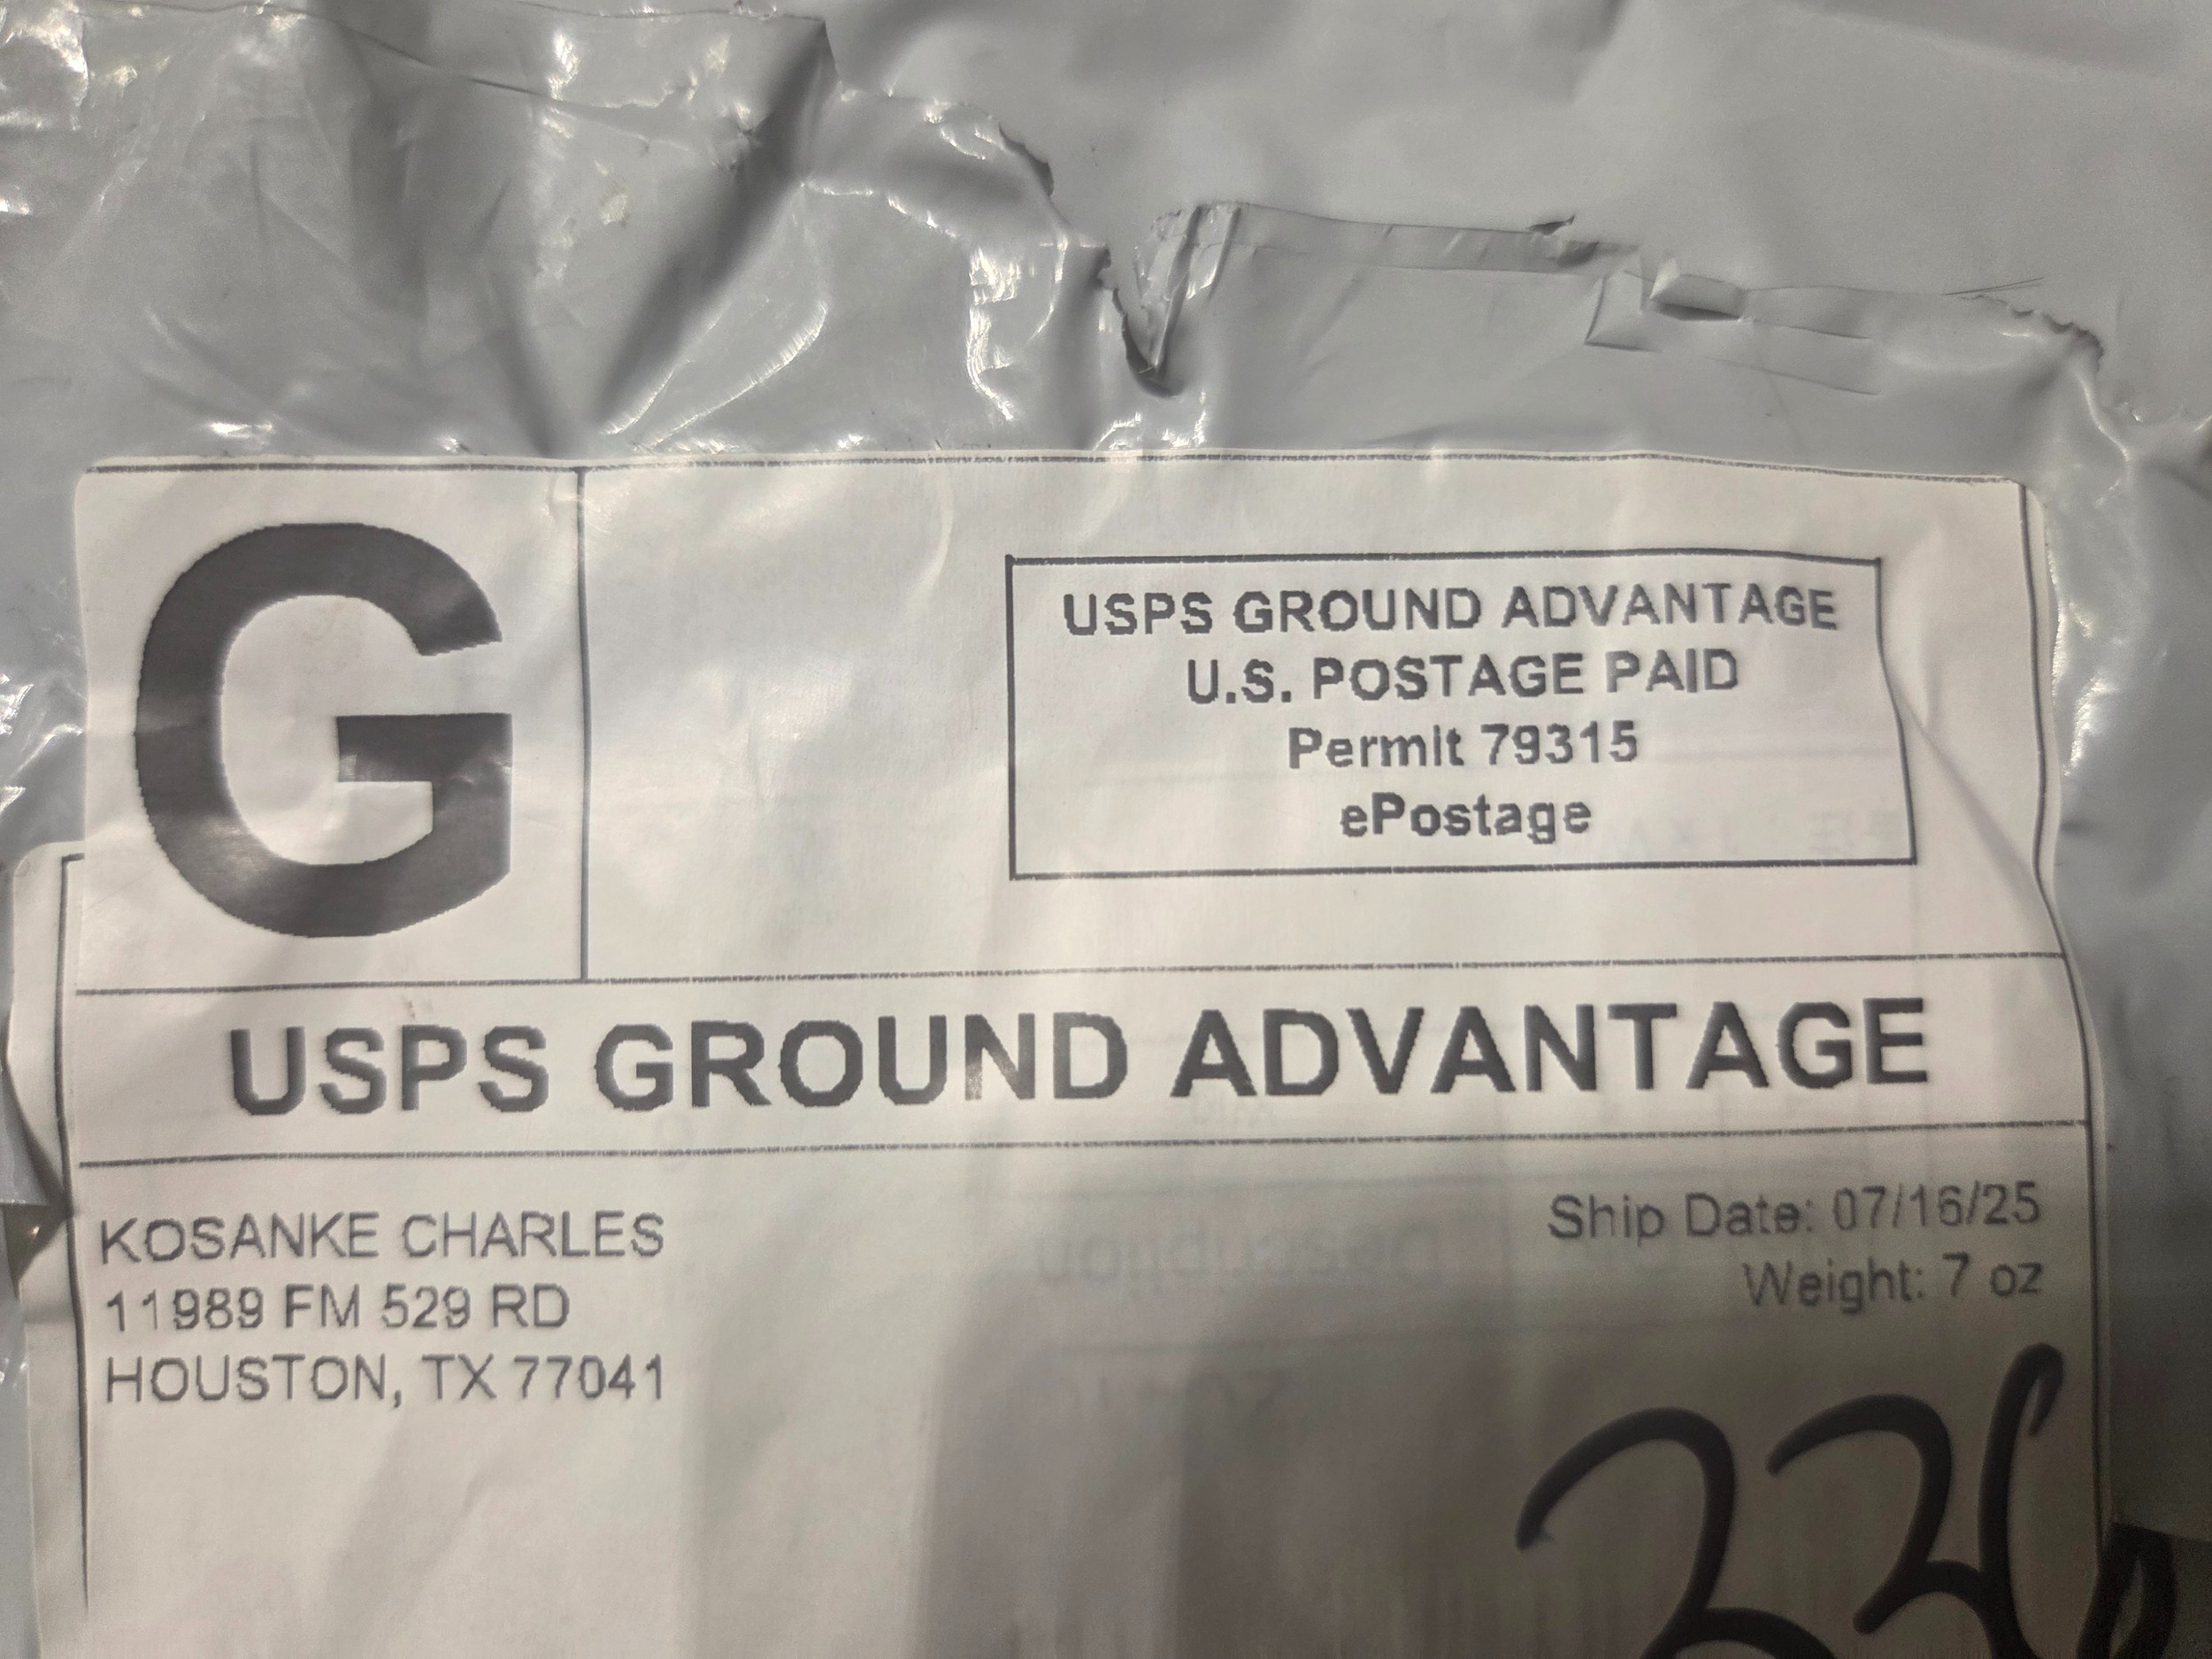 G
USPS GROUND ADVANTAGE
U.S. POSTAGE PAID
Permit 79315
ePostage
USPS GROUND ADVANTAGE
KOSANKE CHARLES
11989 FM 529 RD
HOUSTON, TX 77041
Ship Date: 07/16/25
Weight: 7 oz